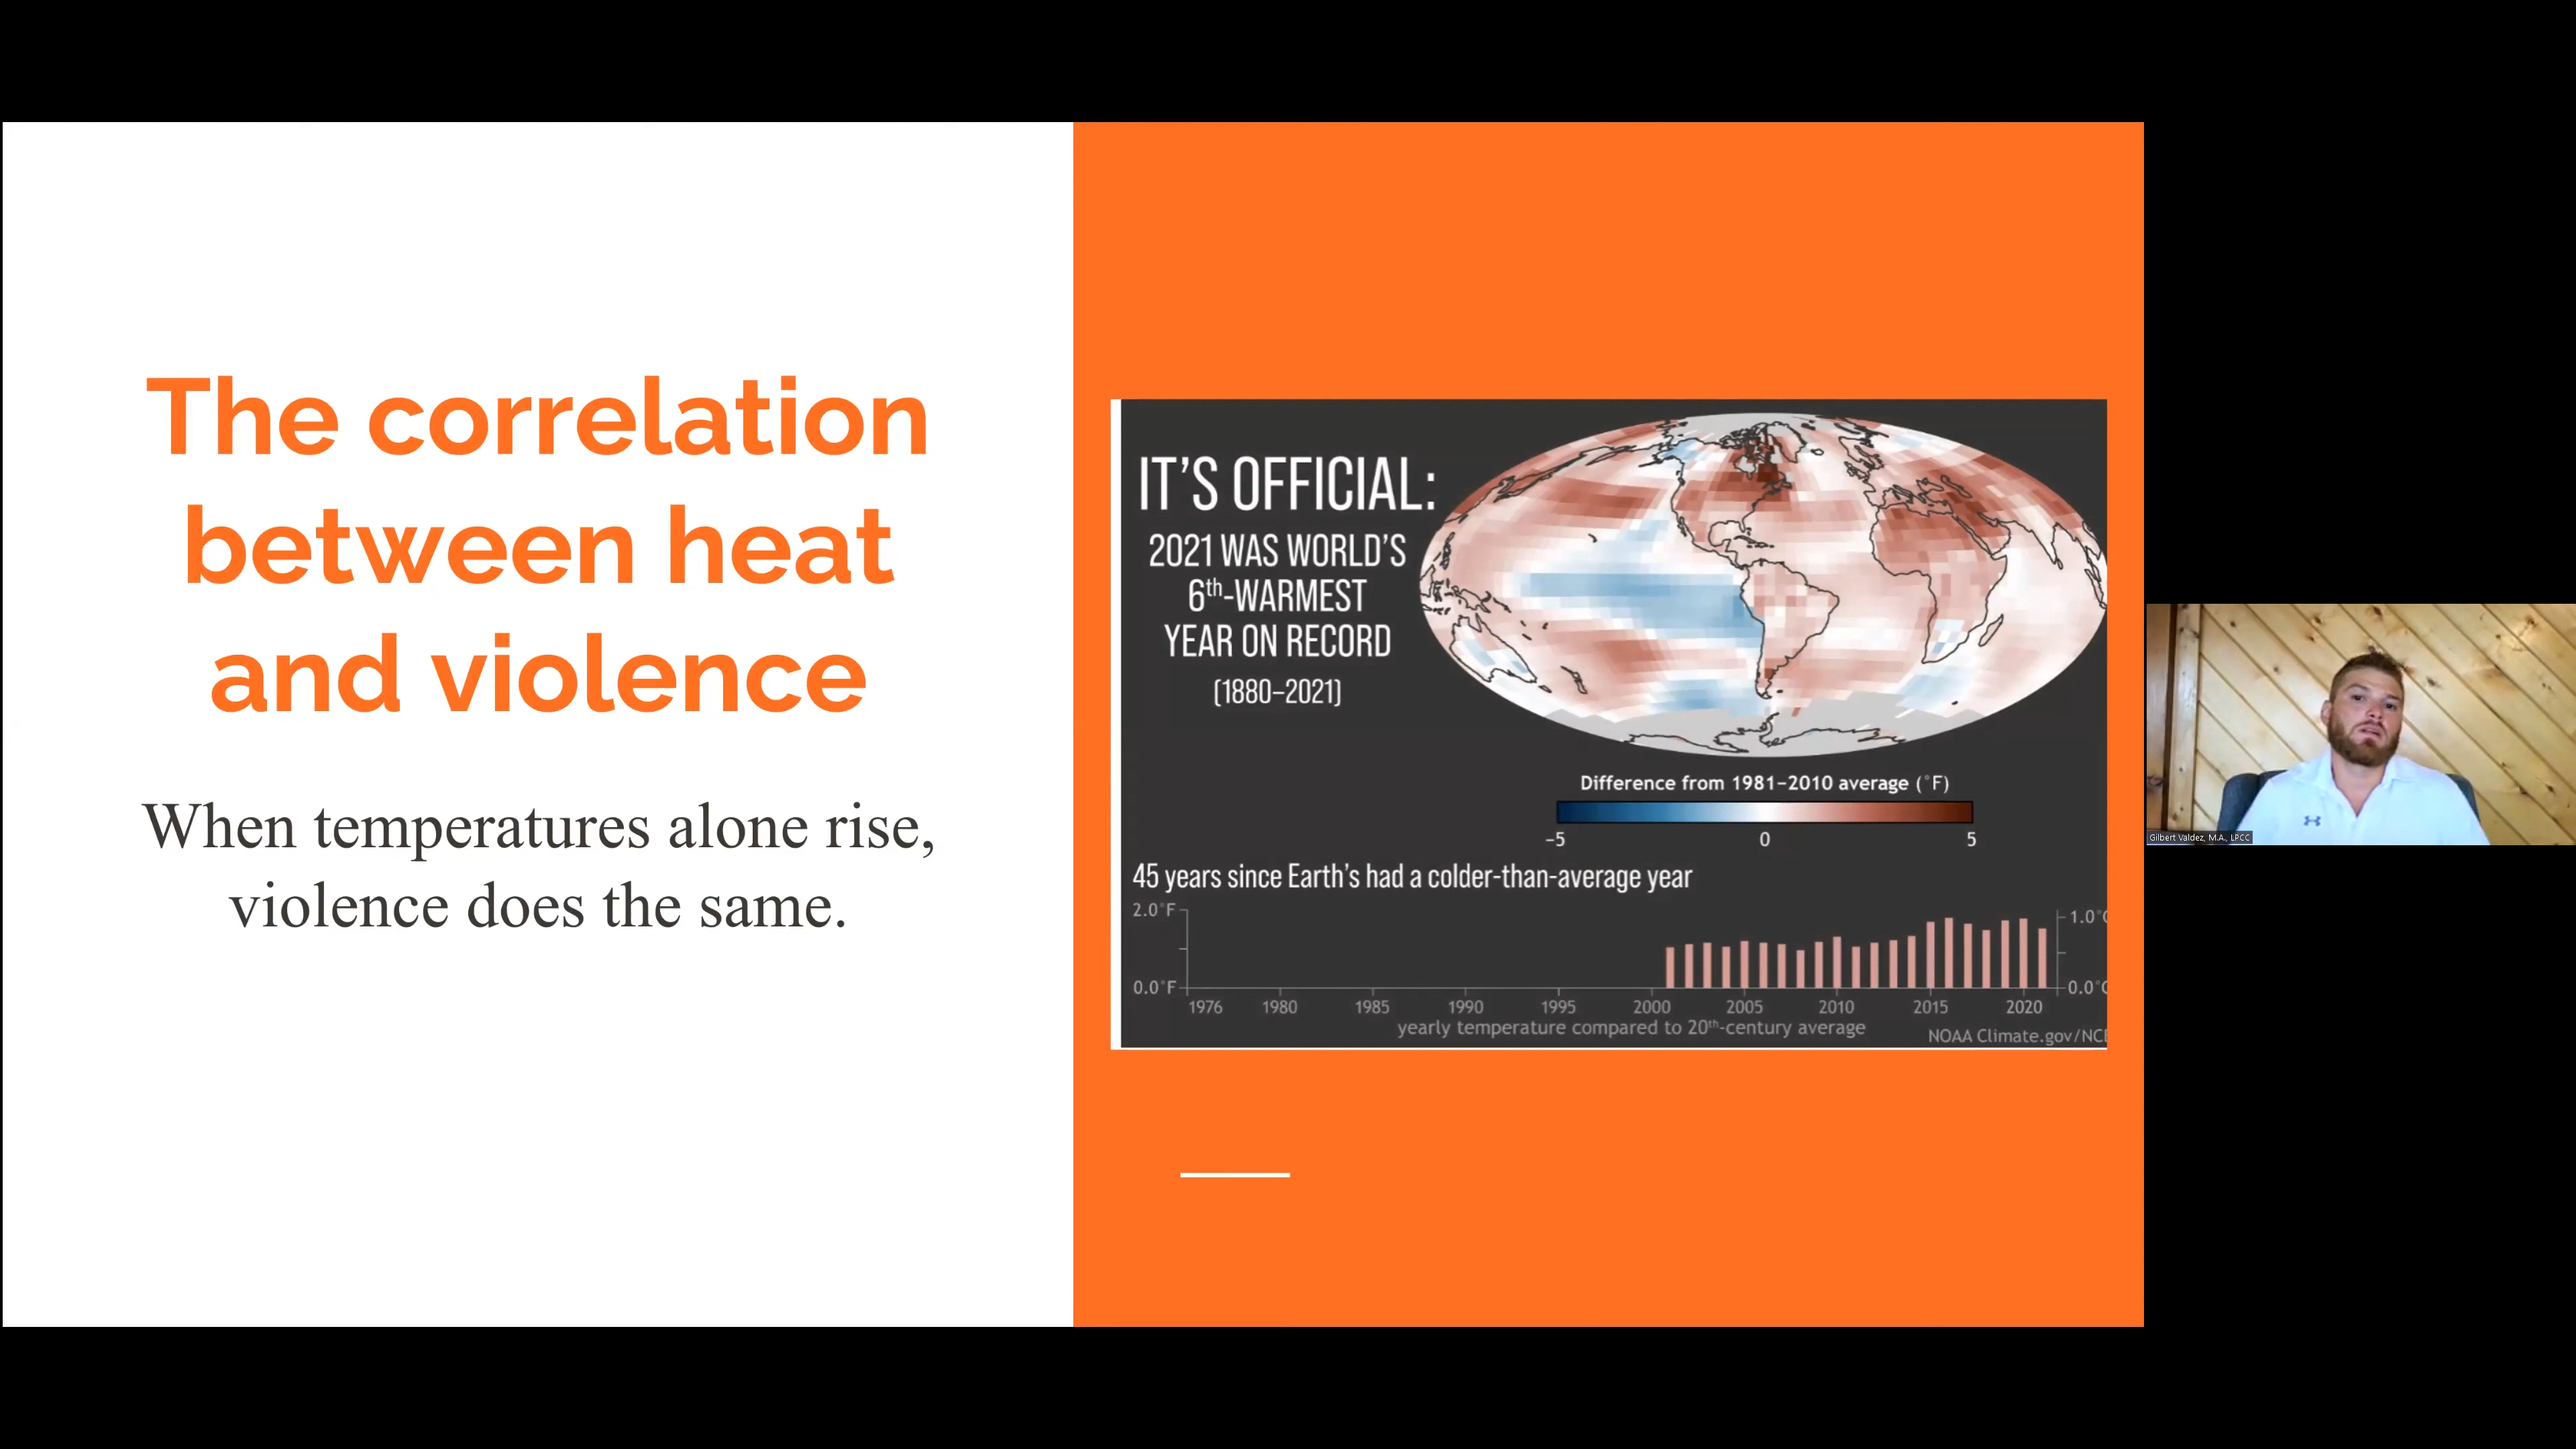 The correlation
between heat
and violence
When temperatures alone rise,
violence does the same.
IT'S OFFICIAL:
2021 WAS WORLD'S
6th-WARMEST
YEAR ON RECORD
(1880–2021)
Difference from 1981–2010 average (°F)
-5 0 5
45 years since Earth's had a colder-than-average year
2.0°F
1.0°C
0.0°F
0.0°C
1976 1980 1985 1990 1995 2000 2005 2010 2015 2020
yearly temperature compared to 20th-century average
NOAA Climate.gov/NCE
Gilbert Valdez, M.A., LPCC